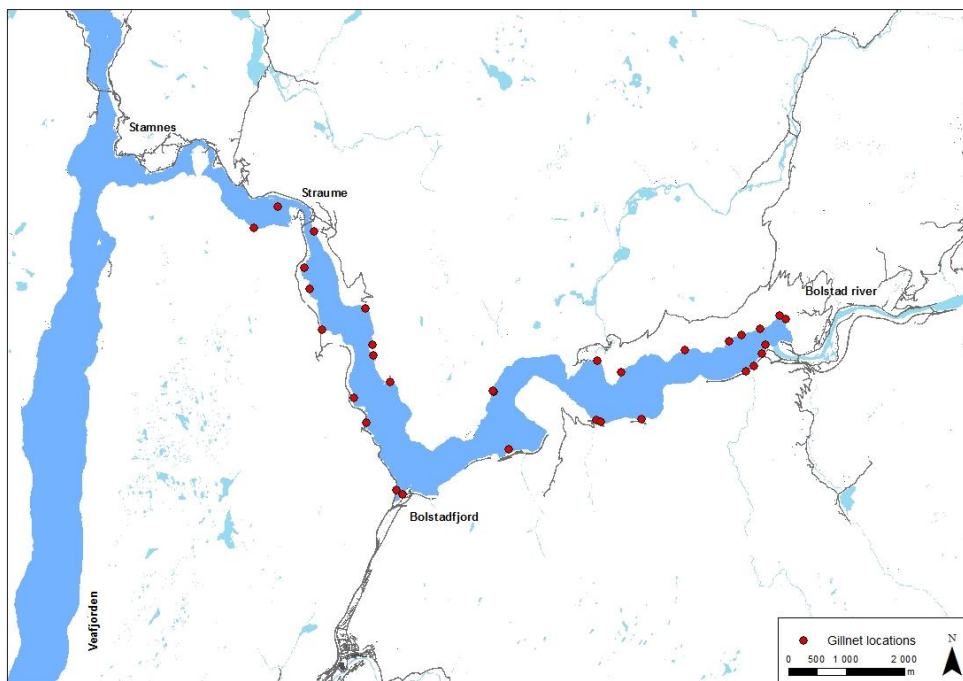 Stamnes
Straume
Bolstad river
Bolstadfjord
Veafjorden
Gillnet locations
N
0 500 1 000 2 000
m